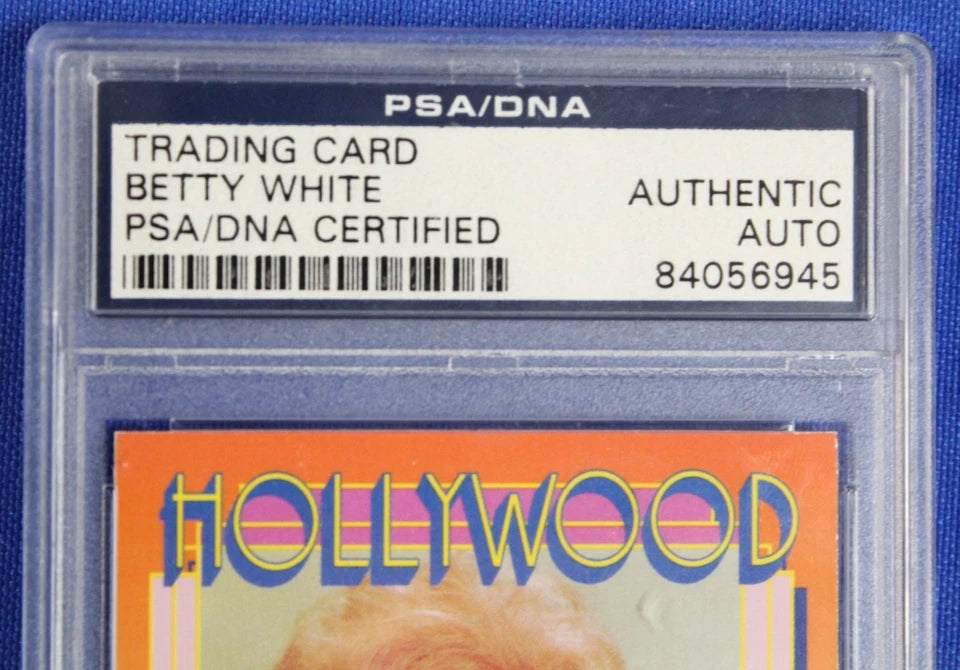 PSA/DNA
TRADING CARD
BETTY WHITE
AUTHENTIC
PSA/DNA CERTIFIED
AUTO
84056945
HOLLYWOOD